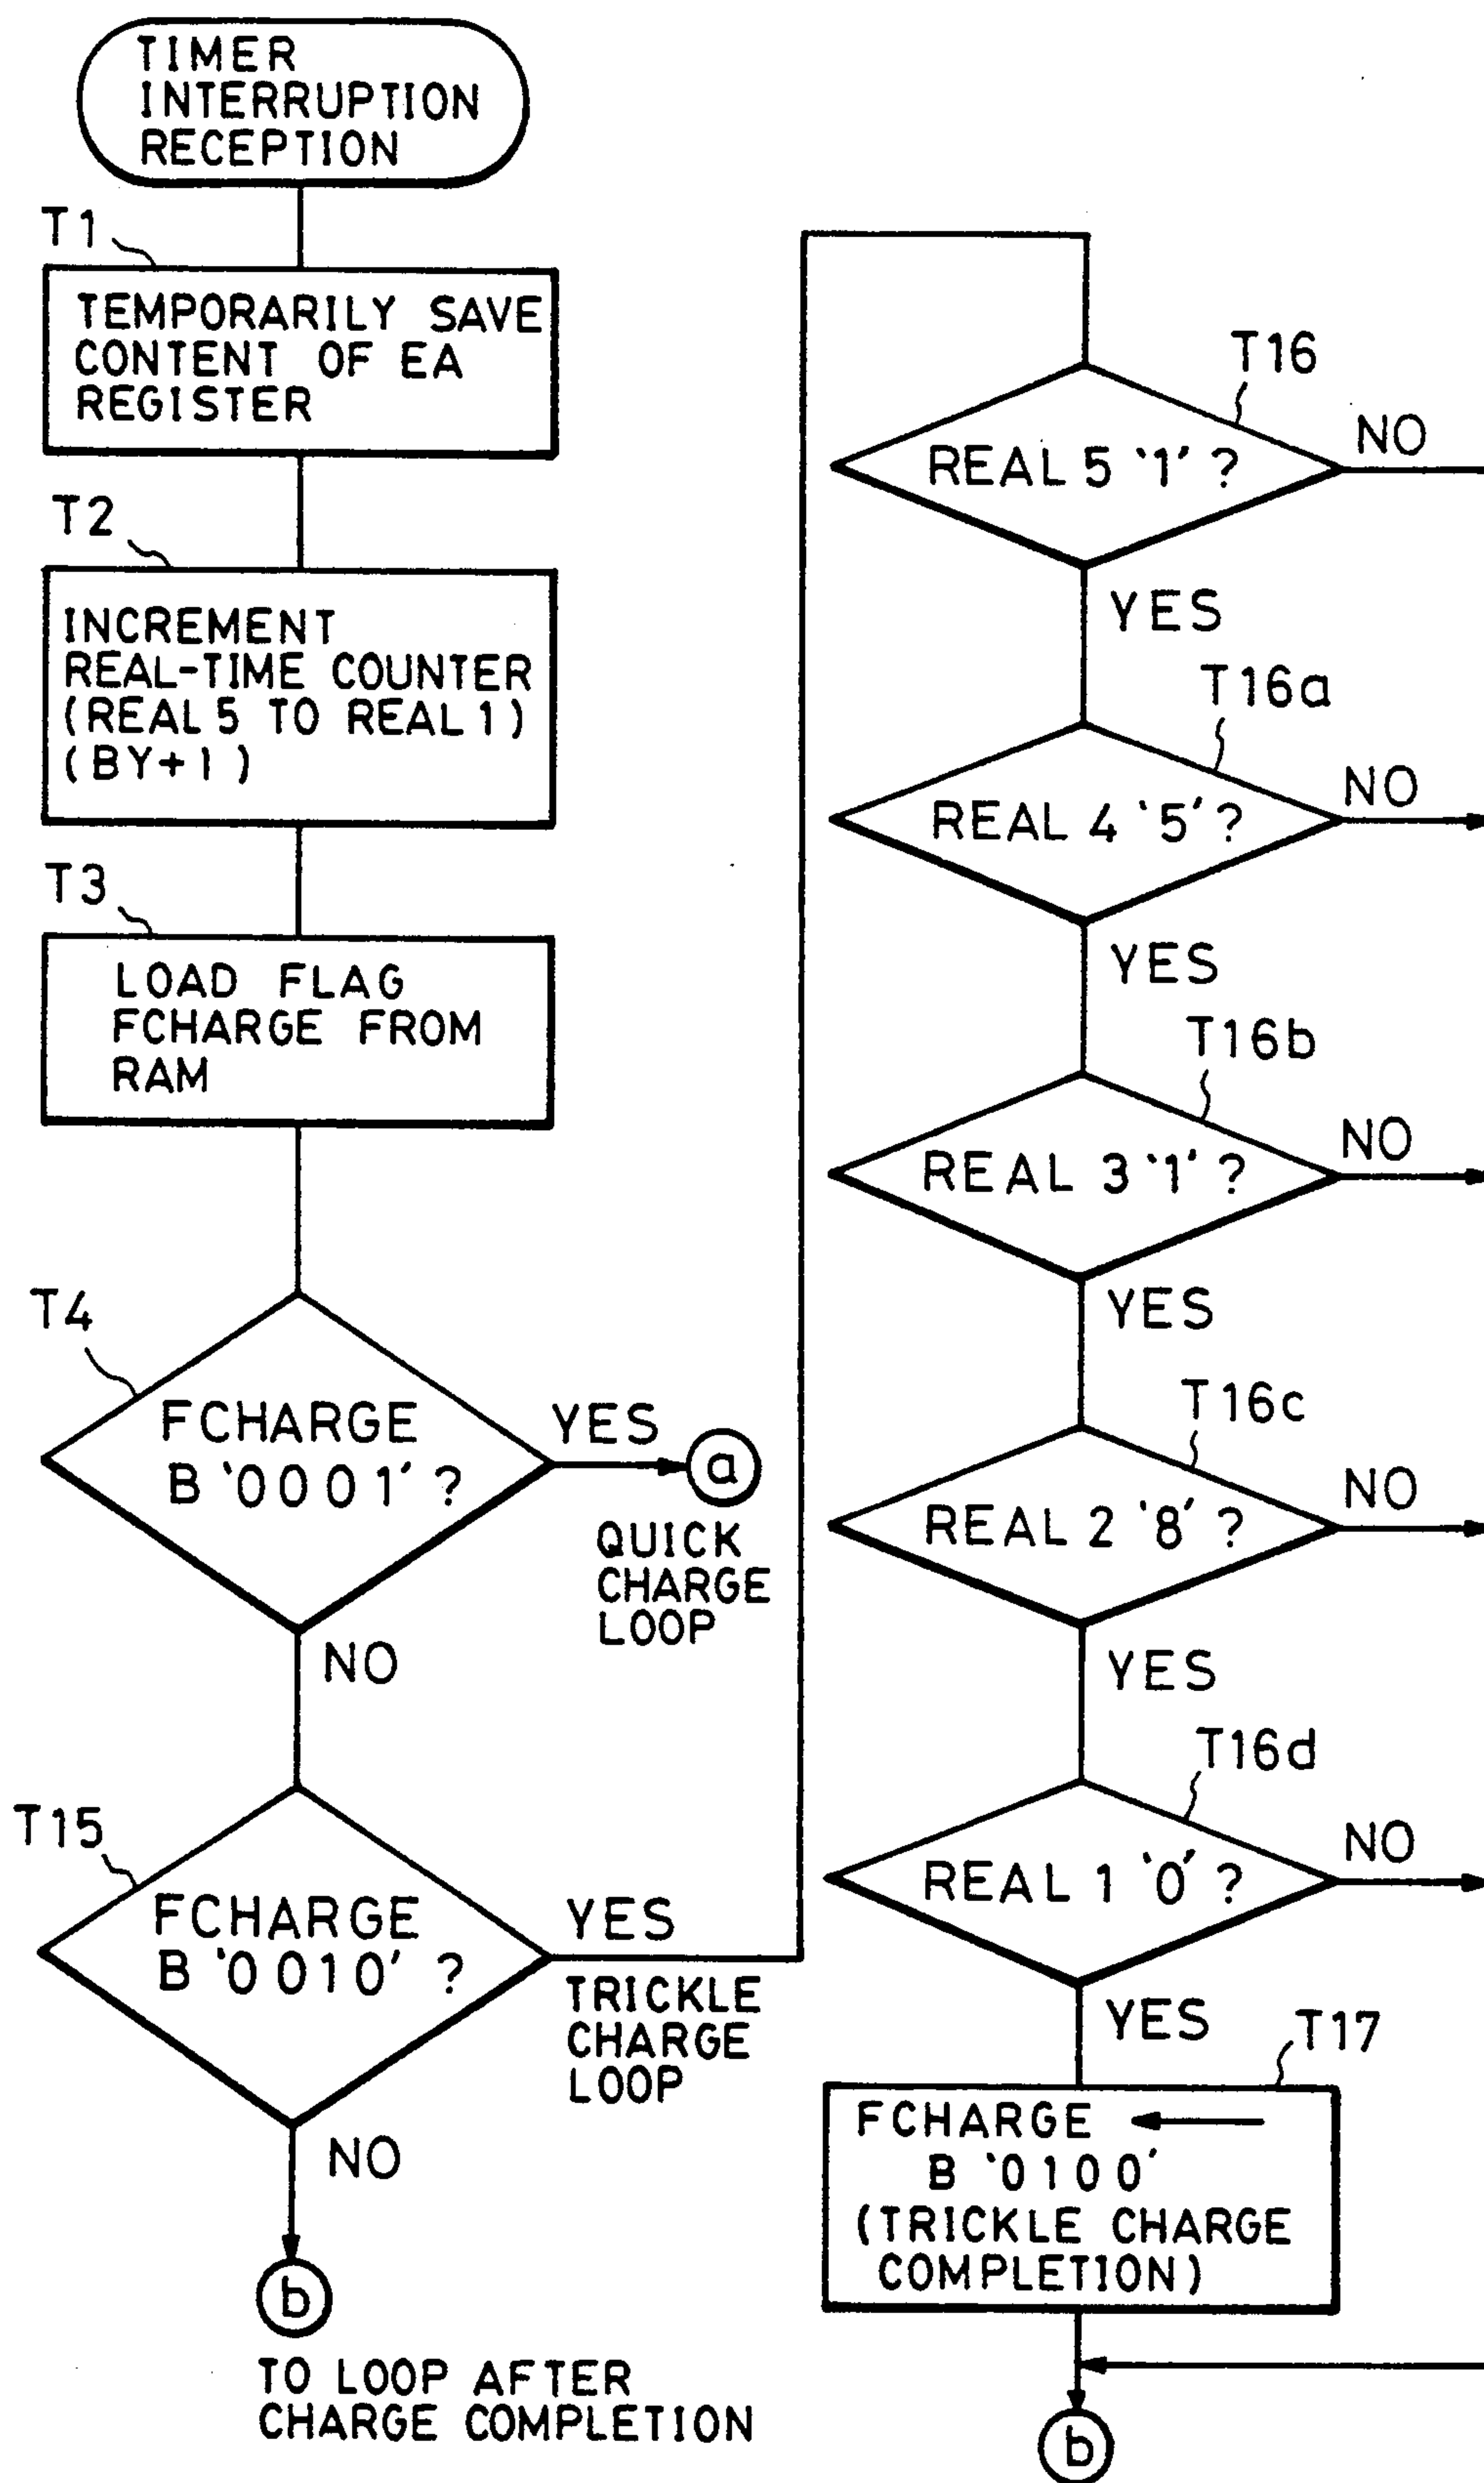 TIMER
INTERRUPTION
RECEPTION
T1
TEMPORARILY SAVE
CONTENT OF EA
REGISTER
T2
INCREMENT
REAL-TIME COUNTER
(REAL 5 TO REAL 1)
(BY+1)
T3
LOAD FLAG
FCHARGE FROM
RAM
T4
FCHARGE
B '0001' ?
YES
a
QUICK
CHARGE
LOOP
NO
T15
FCHARGE
B '0010' ?
YES
TRICKLE
CHARGE
LOOP
NO
b
TO LOOP AFTER
CHARGE COMPLETION
T16
REAL 5 '1' ?
NO
YES
T16a
REAL 4 '5' ?
NO
YES
T16b
REAL 3 '1' ?
NO
YES
T16c
REAL 2 '8' ?
NO
YES
T16d
REAL 1 '0' ?
NO
YES
T17
FCHARGE ←
B '0100'
(TRICKLE CHARGE
COMPLETION)
b